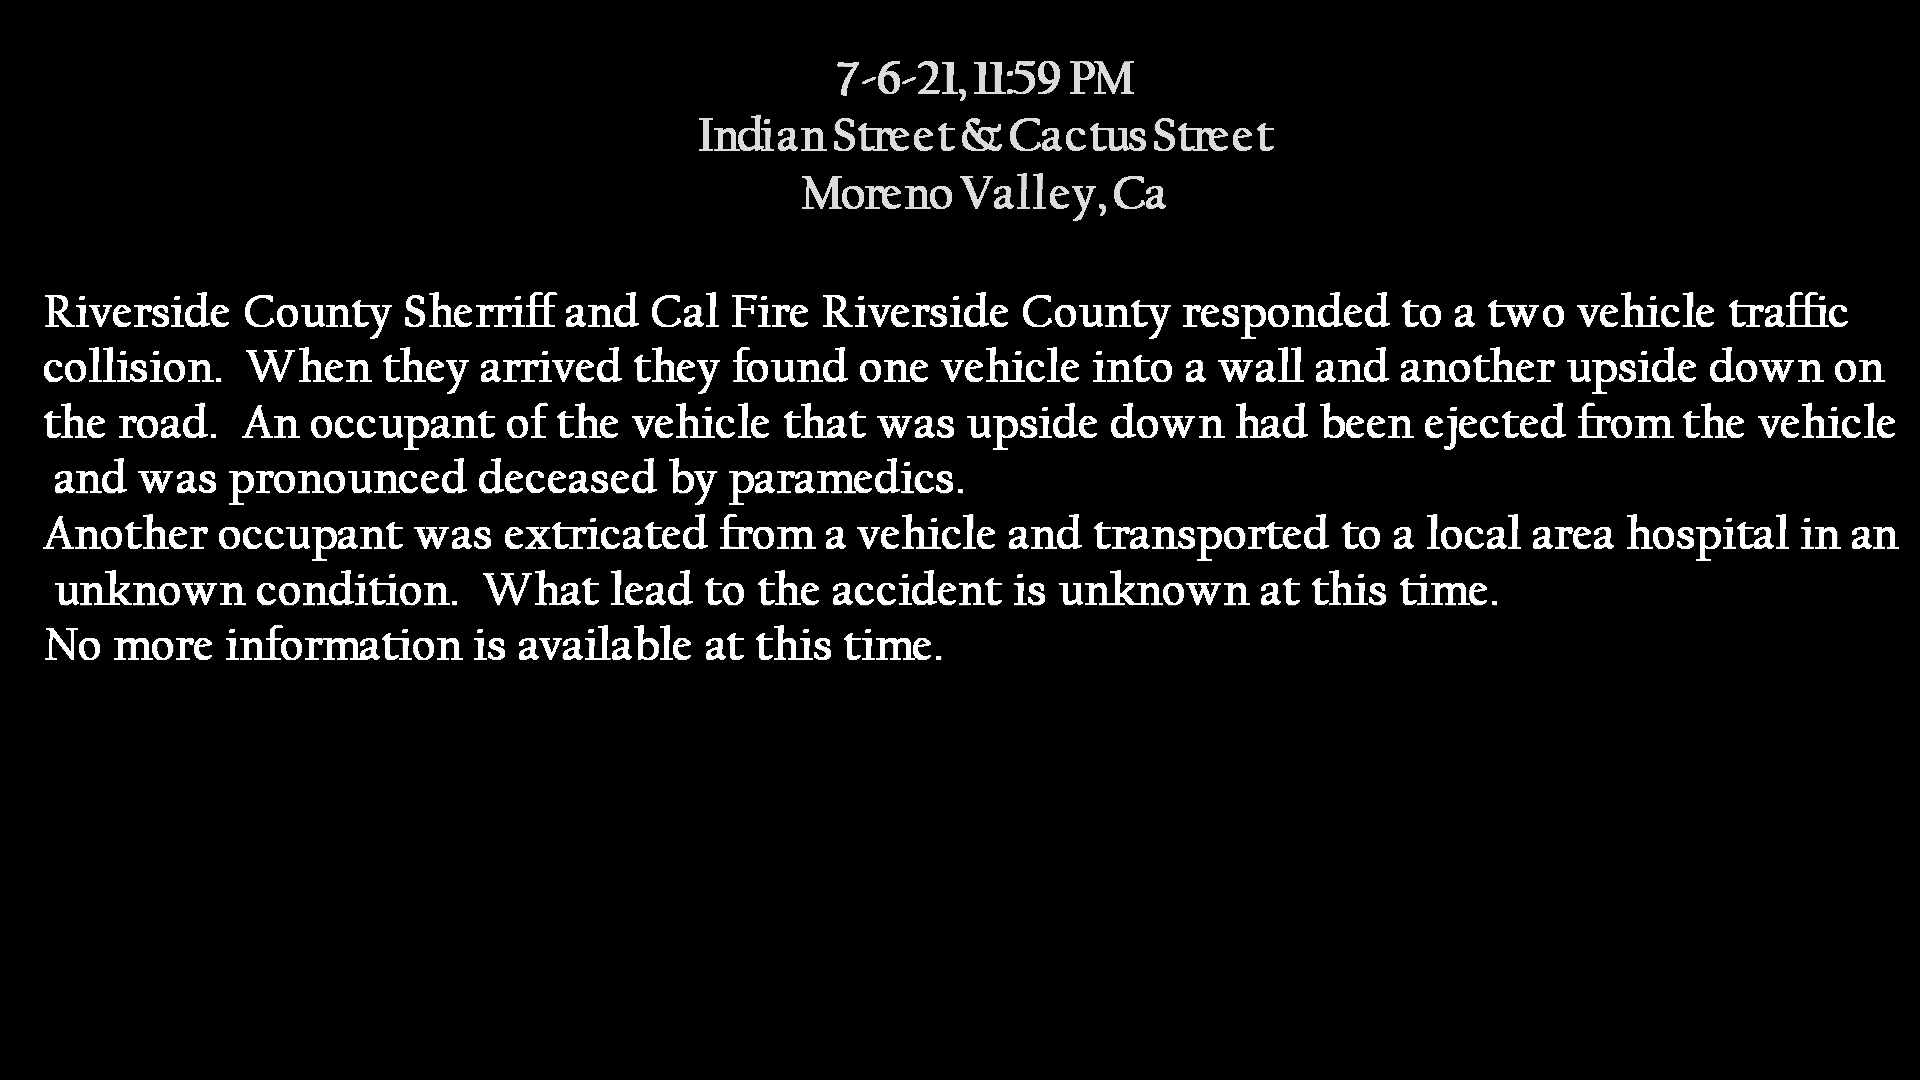 7-6-21, 11:59 PM
Indian Street & Cactus Street
Moreno Valley, Ca
Riverside County Sherriff and Cal Fire Riverside County responded to a two vehicle traffic
collision.  When they arrived they found one vehicle into a wall and another upside down on
the road.  An occupant of the vehicle that was upside down had been ejected from the vehicle
and was pronounced deceased by paramedics.
Another occupant was extricated from a vehicle and transported to a local area hospital in an
unknown condition.  What lead to the accident is unknown at this time.
No more information is available at this time.